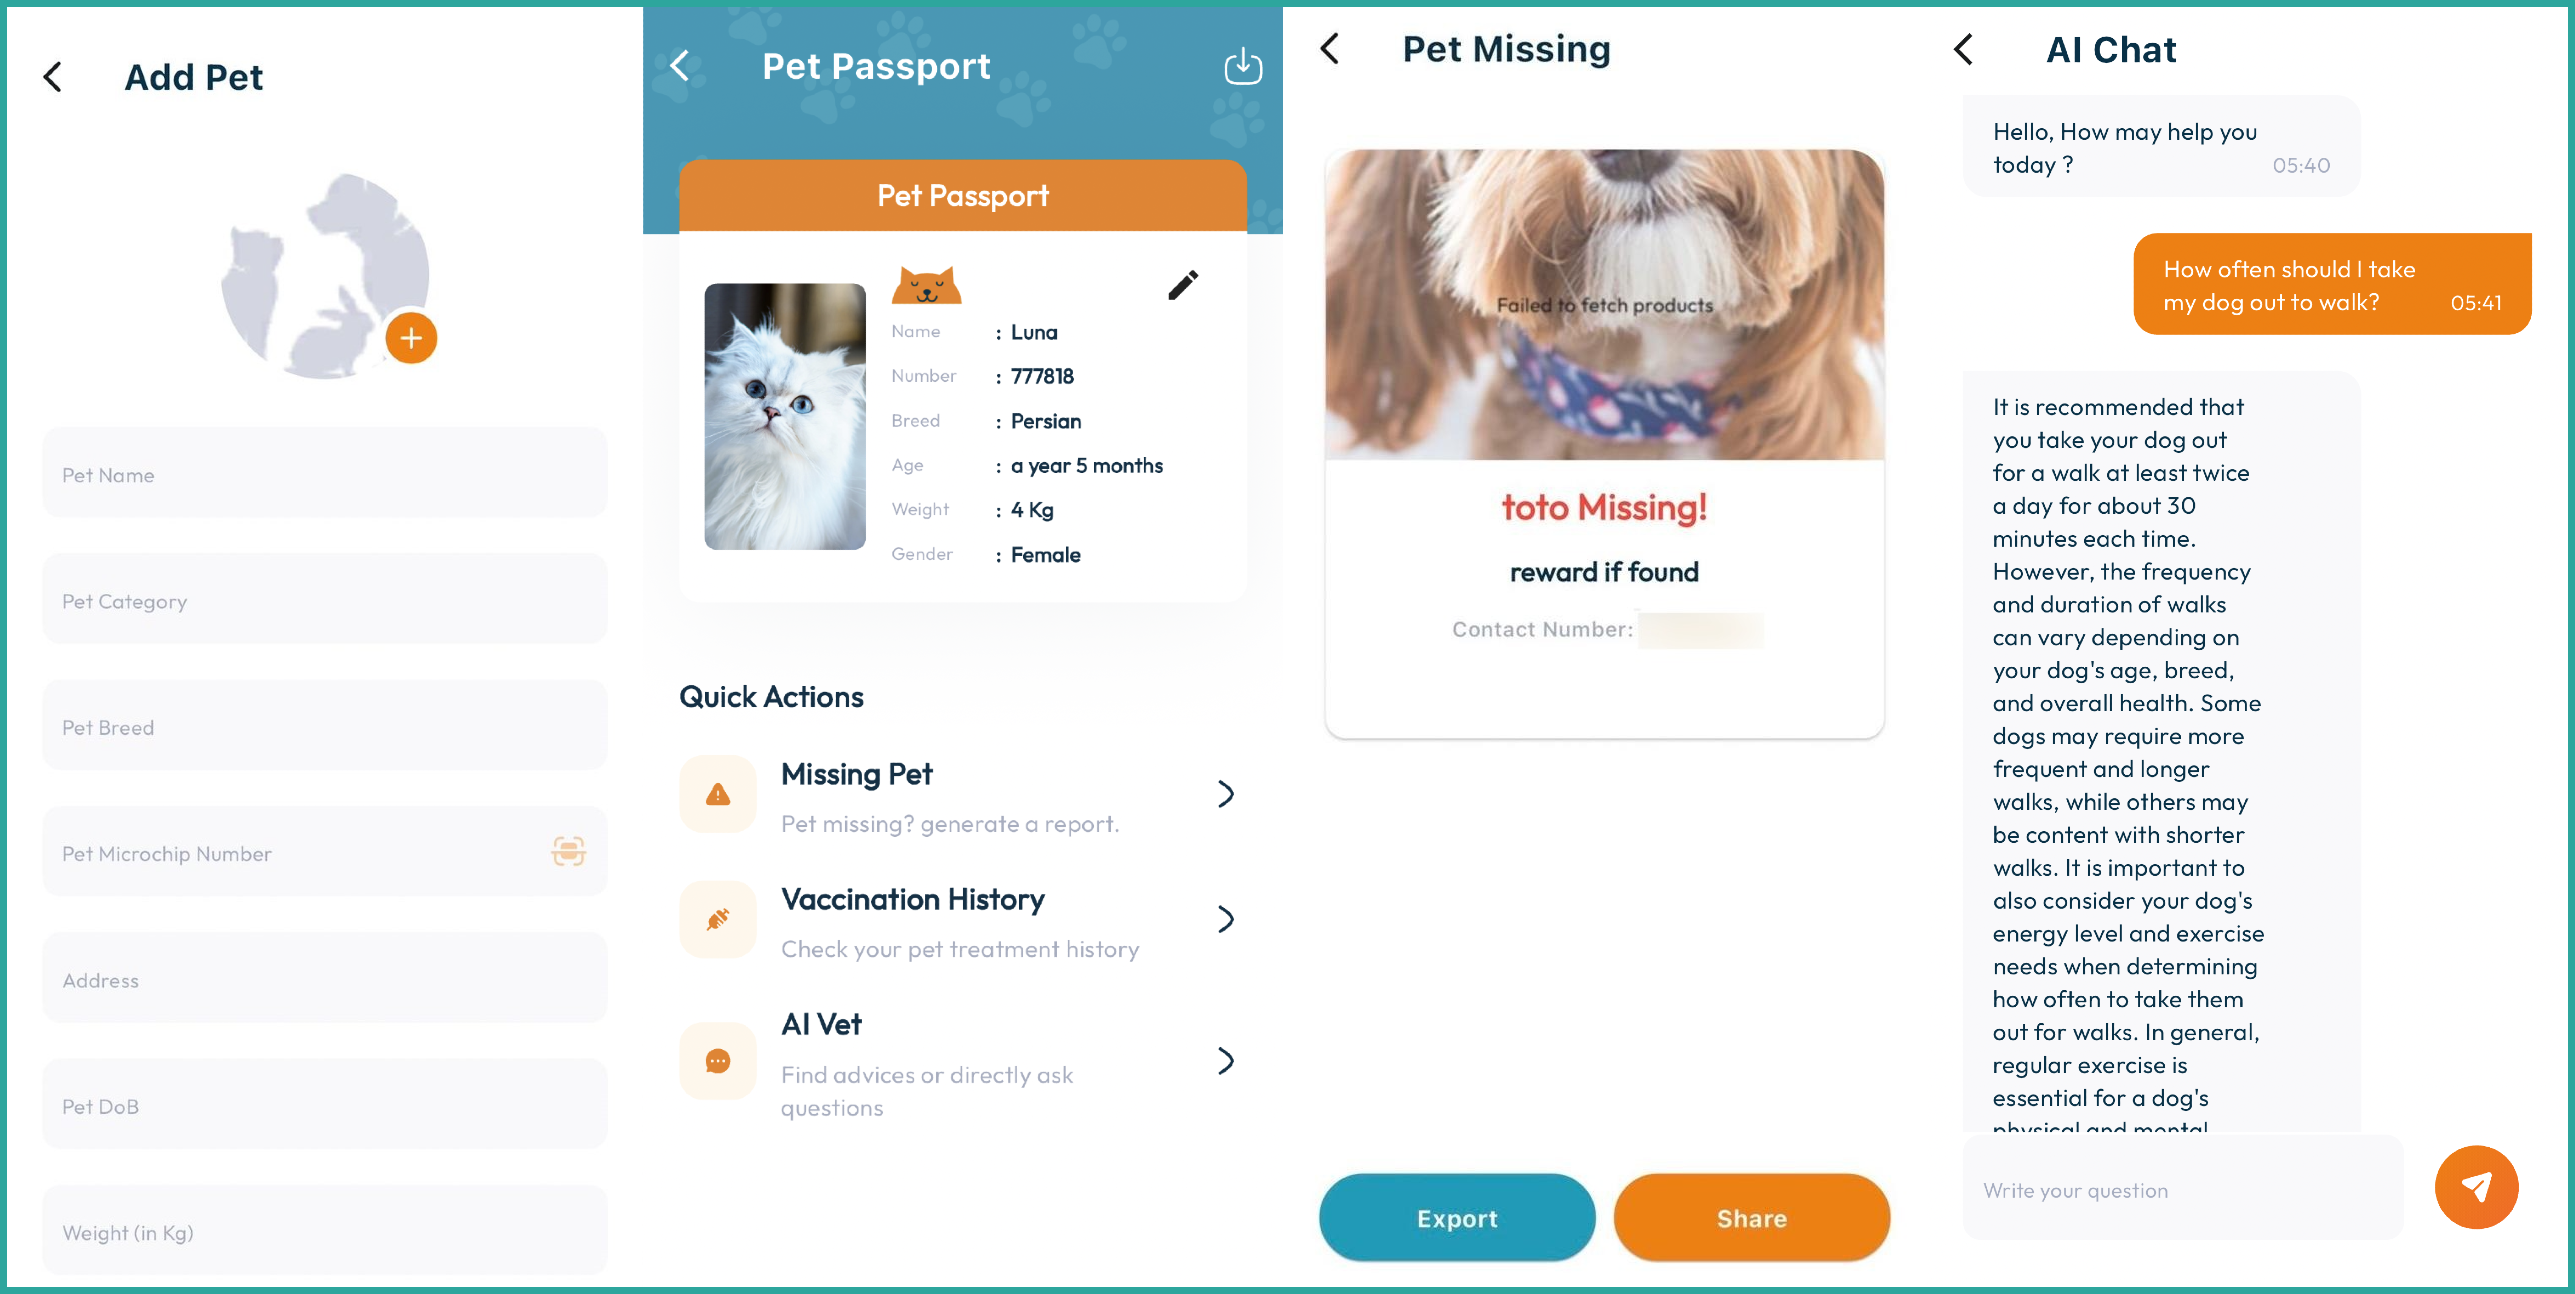 Add Pet
Pet Name
Pet Category
Pet Breed
Pet Microchip Number
Address
Pet DoB
Weight (in Kg)
Pet Passport
Pet Passport
Name : Luna
Number : 777818
Breed : Persian
Age : a year 5 months
Weight : 4 Kg
Gender : Female
Quick Actions
Missing Pet
Pet missing? generate a report.
Vaccination History
Check your pet treatment history
AI Vet
Find advices or directly ask
questions
Pet Missing
Failed to fetch products
toto Missing!
reward if found
Contact Number:
Export
Share
AI Chat
Hello, How may help you
today ? 05:40
How often should I take
my dog out to walk? 05:41
It is recommended that
you take your dog out
for a walk at least twice
a day for about 30
minutes each time.
However, the frequency
and duration of walks
can vary depending on
your dog's age, breed,
and overall health. Some
dogs may require more
frequent and longer
walks, while others may
be content with shorter
walks. It is important to
also consider your dog's
energy level and exercise
needs when determining
how often to take them
out for walks. In general,
regular exercise is
essential for a dog's
physical and mental
Write your question